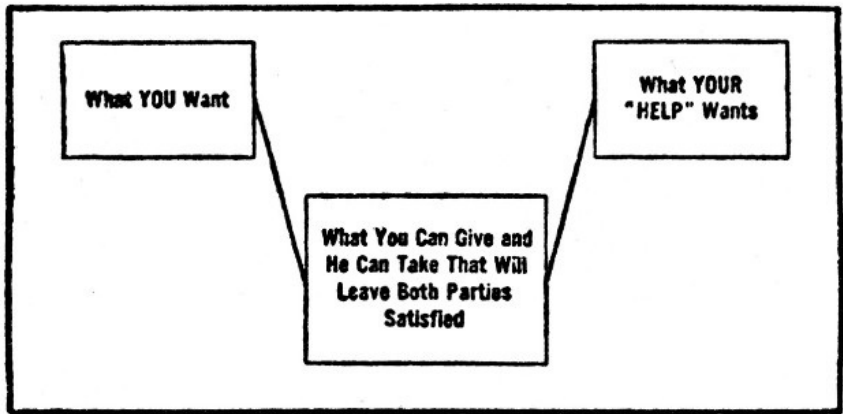 What YOU Want
What YOUR
"HELP" Wants
What You Can Give and
He Can Take That Will
Leave Both Parties
Satisfied